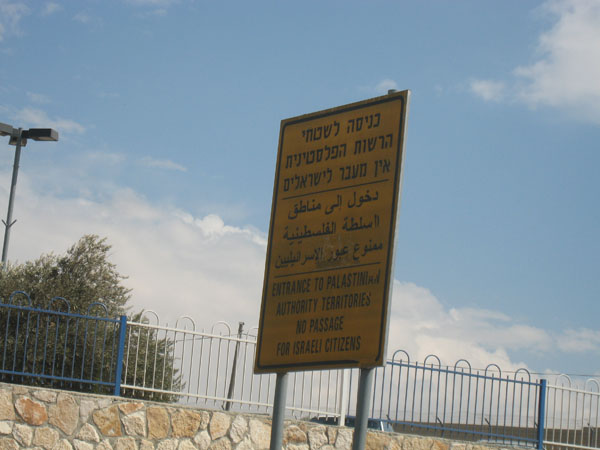 כניסה לשטחי
הרשות הפלסטינית
אין מעבר לישראלים
دخول الى مناطق
السلطة الفلسطينية
ممنوع عبور الإسرائيليين
ENTRANCE TO PALASTINIAN
AUTHORITY TERRITORIES
NO PASSAGE
FOR ISRAELI CITIZENS